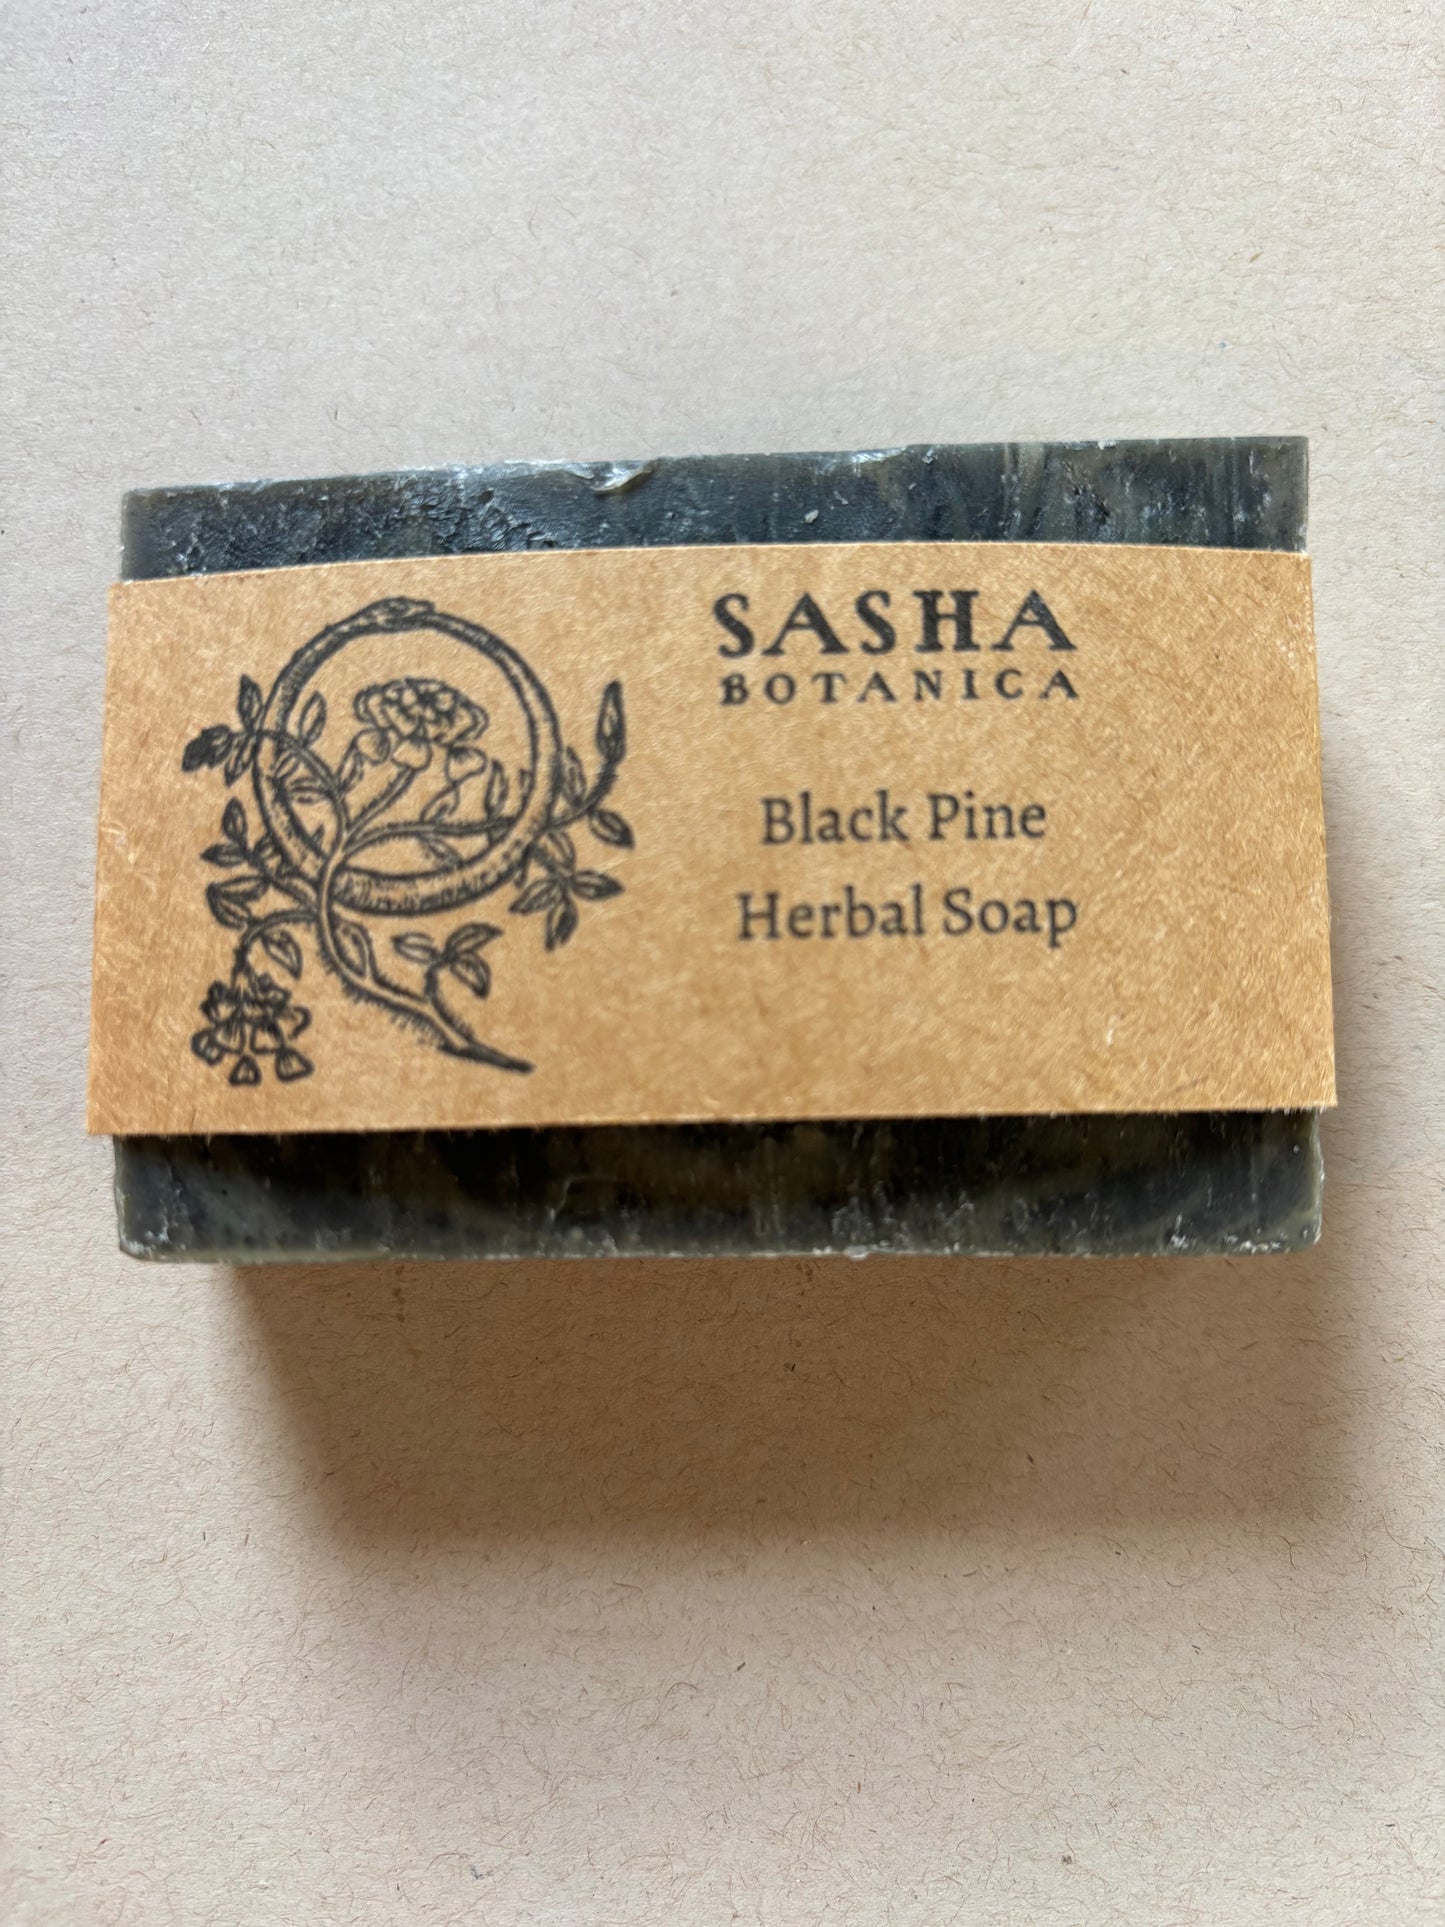 SASHA
BOTANICA
Black Pine
Herbal Soap